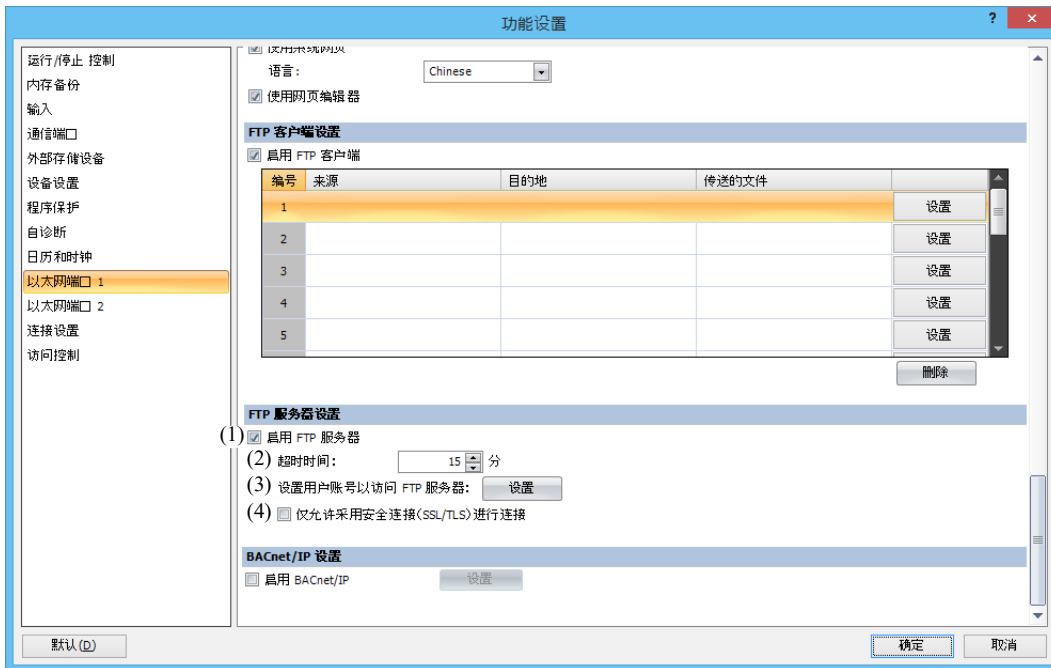 功能设置
?
×
运行/停止 控制
内存备份
输入
通信端口
外部存储设备
设备设置
程序保护
自诊断
日历和时钟
以太网端口 1
以太网端口 2
连接设置
访问控制
使用系统网页
语言: Chinese
使用网页编辑器
FTP 客户端设置
启用 FTP 客户端
编号 来源 目的地 传送的文件
1 设置
2 设置
3 设置
4 设置
5 设置
删除
FTP 服务器设置
(1) 启用 FTP 服务器
(2) 超时时间: 15 分
(3) 设置用户账号以访问 FTP 服务器: 设置
(4) 仅允许采用安全连接(SSL/TLS)进行连接
BACnet/IP 设置
启用 BACnet/IP 设置
默认(D) 确定 取消